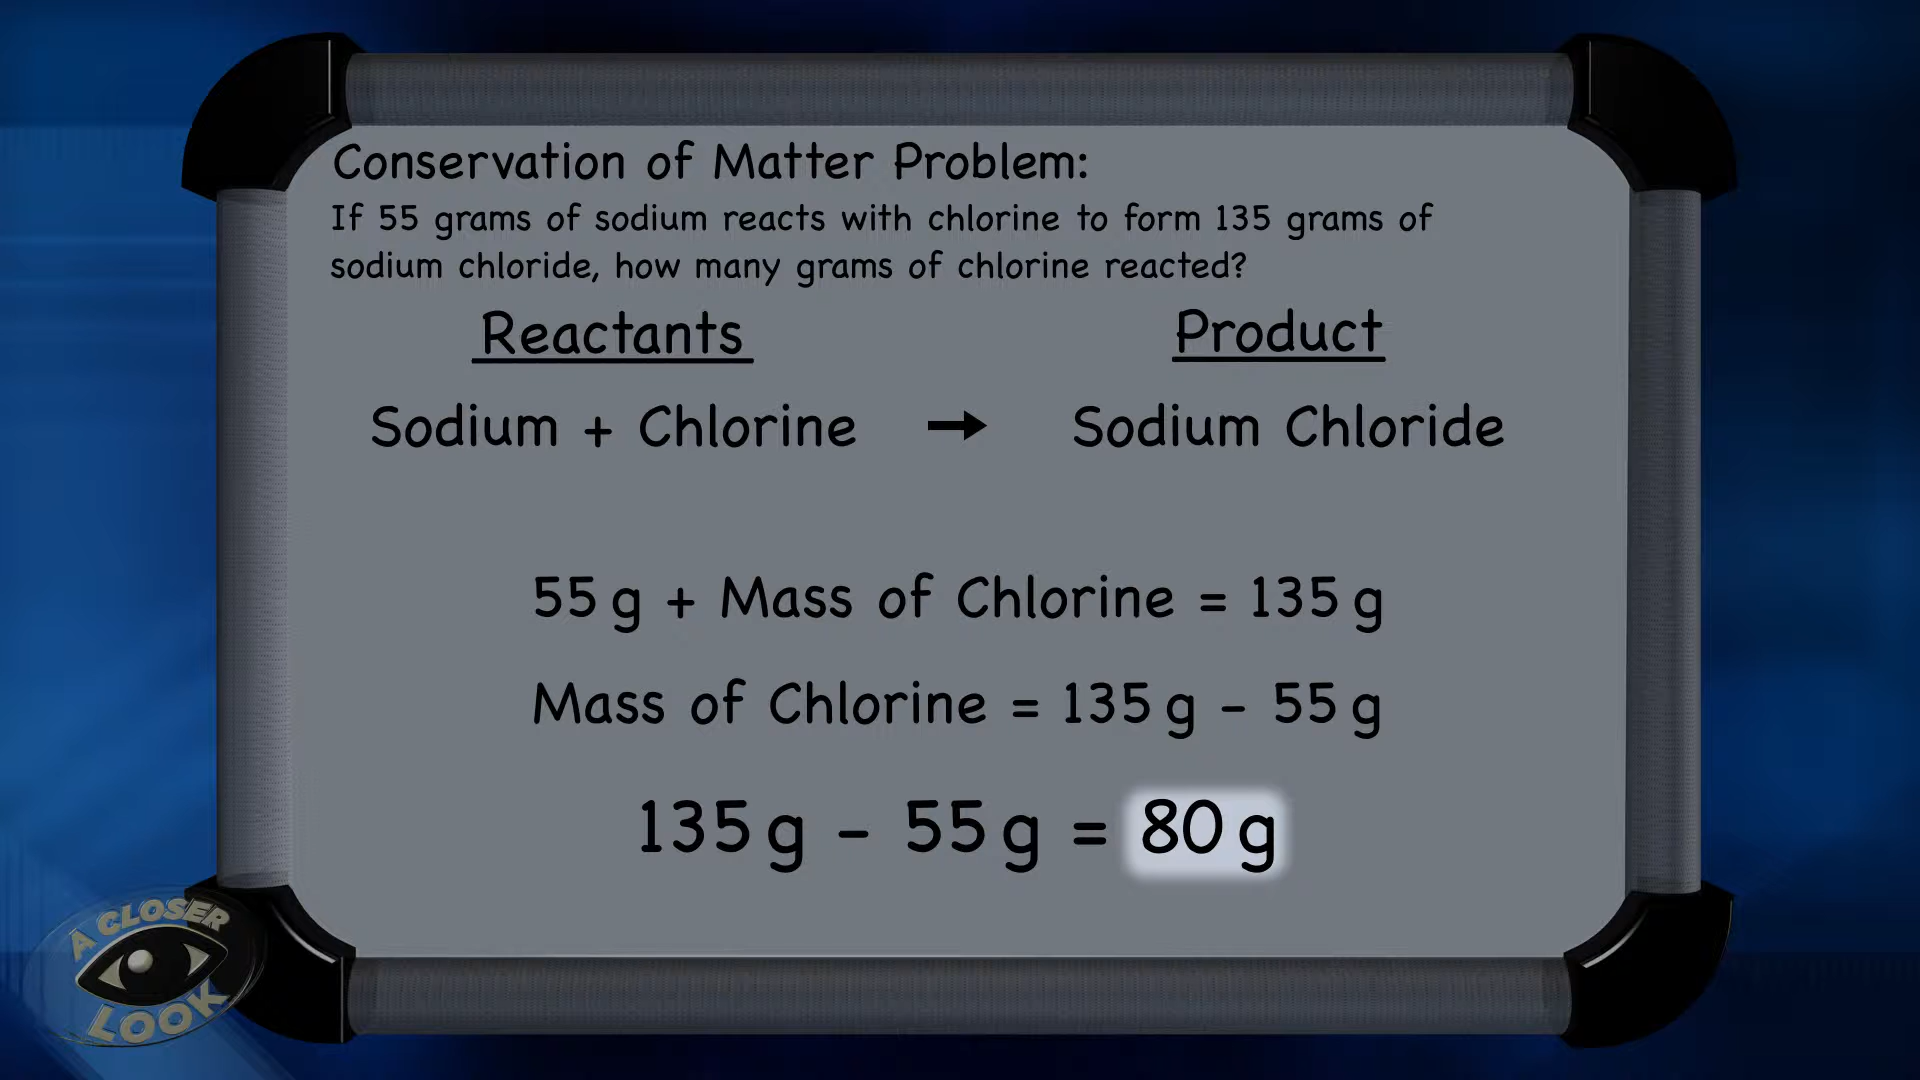 Conservation of Matter Problem:
If 55 grams of sodium reacts with chlorine to form 135 grams of
sodium chloride, how many grams of chlorine reacted?
Reactants Product
Sodium + Chlorine → Sodium Chloride
55 g + Mass of Chlorine = 135 g
Mass of Chlorine = 135 g - 55 g
135 g - 55 g = 80 g
A CLOSER
LOOK